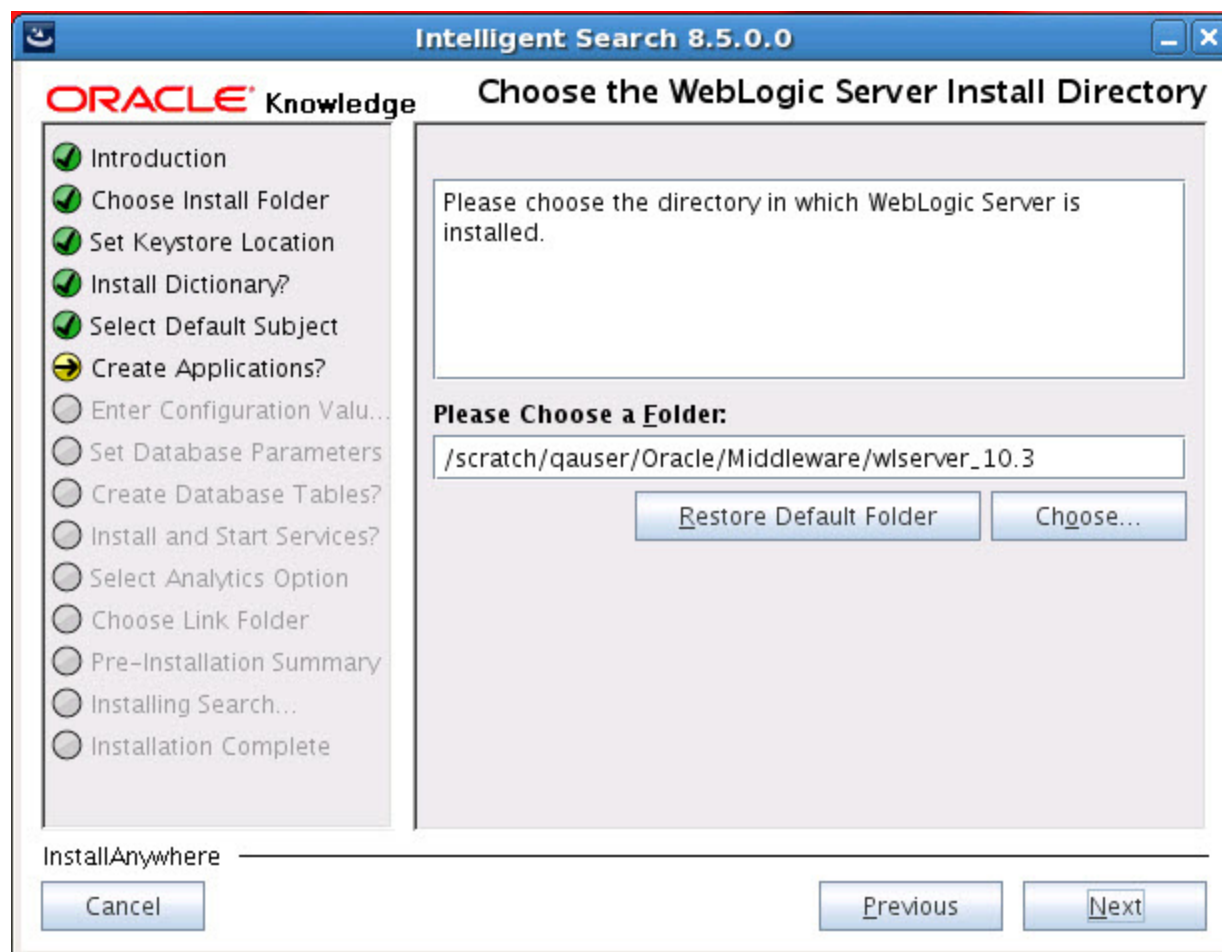 Intelligent Search 8.5.0.0
ORACLE Knowledge
Choose the WebLogic Server Install Directory
Introduction
Choose Install Folder
Set Keystore Location
Install Dictionary?
Select Default Subject
Create Applications?
Enter Configuration Valu...
Set Database Parameters
Create Database Tables?
Install and Start Services?
Select Analytics Option
Choose Link Folder
Pre-Installation Summary
Installing Search...
Installation Complete
Please choose the directory in which WebLogic Server is
installed.
Please Choose a Folder:
/scratch/qauser/Oracle/Middleware/wlserver_10.3
Restore Default Folder
Choose...
InstallAnywhere
Cancel
Previous
Next